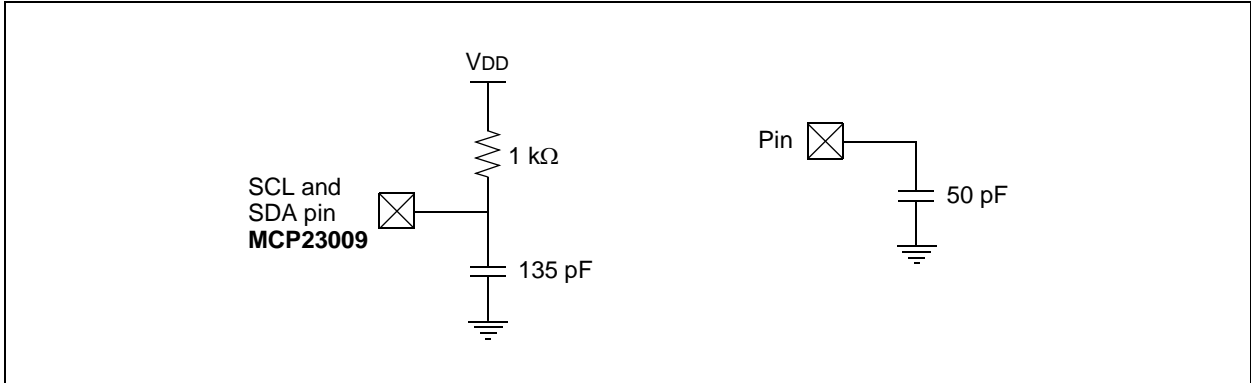 VDD
1 kΩ
SCL and
SDA pin
MCP23009
135 pF
Pin
50 pF